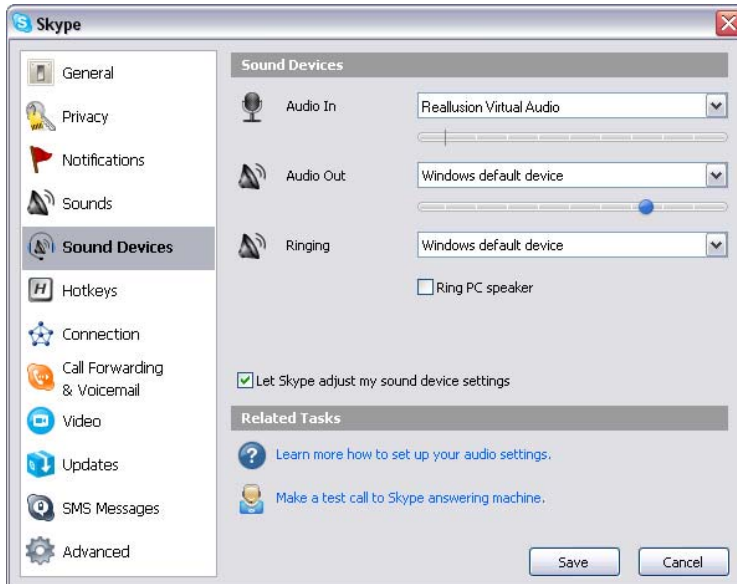 Skype
General
Privacy
Notifications
Sounds
Sound Devices
Hotkeys
Connection
Call Forwarding
& Voicemail
Video
Updates
SMS Messages
Advanced
Sound Devices
Audio In
Reallusion Virtual Audio
Audio Out
Windows default device
Ringing
Windows default device
Ring PC speaker
Let Skype adjust my sound device settings
Related Tasks
Learn more how to set up your audio settings.
Make a test call to Skype answering machine.
Save
Cancel